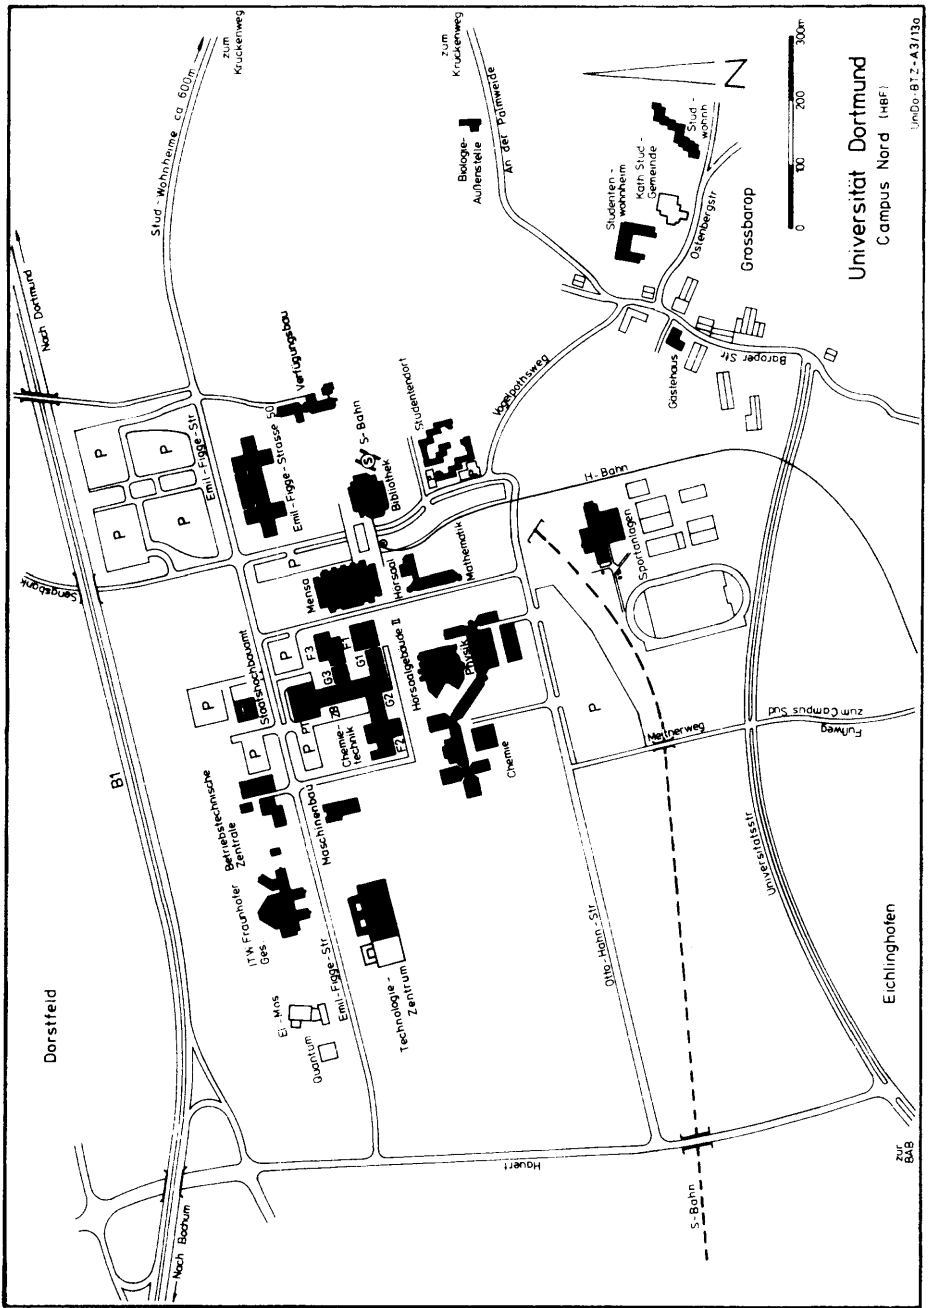 Dorstfeld
B1
Nach Bochum
Nach Dortmund
Sengsbank
Hauert
Quantum
Ei-Mos
Emil-Figge-Str
ITW Fraunhofer
Ges
Betriebstechnische
Zentrale
Technologie-
Zentrum
Maschinenbau
Staatshochbauamt
P
P
P
P
P
P
P
P
P
P
P1
Chemie-
technik
ZB
G3
F3
F1
G1
G2
F2
Mensa
Hörsaal
Mathematik
Hörsaalgebäude II
Physik
Chemie
Emil-Figge-Str
Emil-Figge-Strasse 50
Verfügungsbau
S-Bahn
S
Bibliothek
Studentendorf
Vogelpothsweg
H-Bahn
Stud-Wohnheime ca 600m
zum
Kruckenweg
zum
Kruckenweg
An der Palmweide
Biologie-
Außenstelle
Studenten-
wohnheim
Kath Stud-
Gemeinde
Stud-
wohnh
Ostenbergstr
Grossbarop
Gästehaus
Baroper Str
Sportanlagen
P
Meitnerweg
Otto-Hahn-Str
Universitätsstr
Fußweg
zum Campus Süd
Eichlinghofen
S-Bahn
zur
BAB
N
0 100 200 300m
Universität Dortmund
Campus Nord (HBF)
UniDo-BTZ-A3/13a